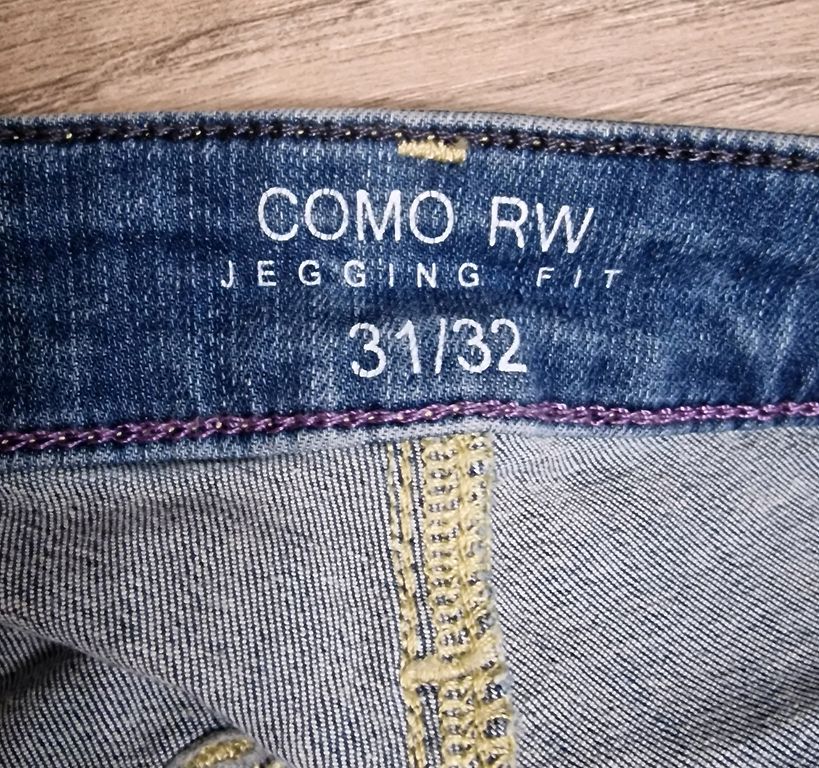 COMO RW
JEGGING FIT
31/32